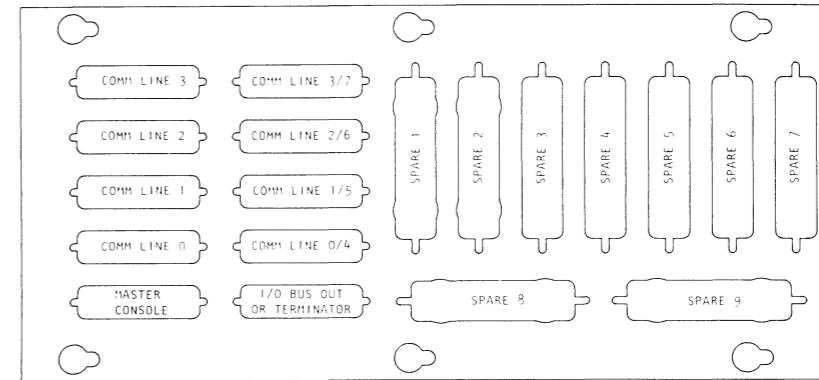 COMM LINE 3
COMM LINE 3/7
COMM LINE 2
COMM LINE 2/6
COMM LINE 1
COMM LINE 1/5
COMM LINE 0
COMM LINE 0/4
MASTER
CONSOLE
I/O BUS OUT
OR TERMINATOR
SPARE 1
SPARE 2
SPARE 3
SPARE 4
SPARE 5
SPARE 6
SPARE 7
SPARE 8
SPARE 9